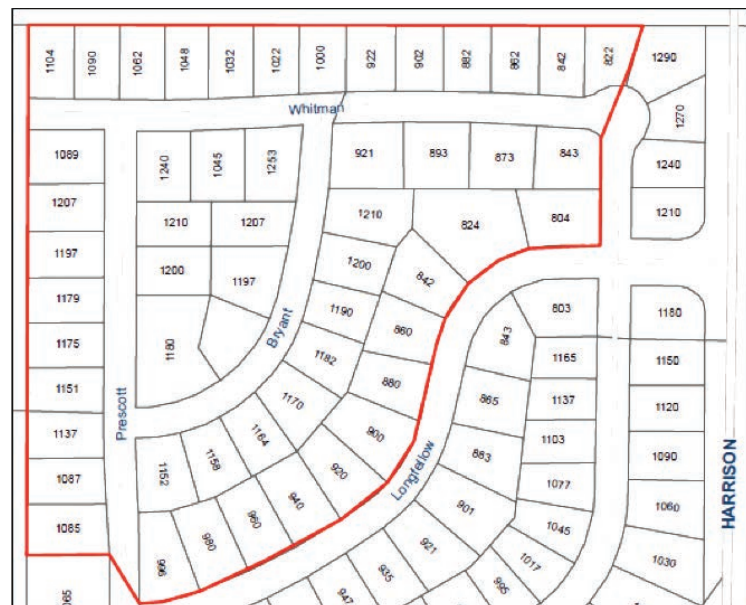 1104 1090 1062 1048 1032 1022 1000 922 902 882 862 842 822 1290
Whitman
1270
1089 1240 1045 1253 921 893 873 843 1240
1207 1210 1207 1210 824 804 1210
1197 1200 1197 1200 842
1179 1190 860 803 1180
1175 1180 Bryant 1182 880 843 1165 1150
1151 Prescott 1170 865 1137 1120
1137 1152 1158 1164 920 900 Longfellow 883 1103 1090
1087 940 1077
1085 996 980 960 901 1045 1060 HARRISON
921 1017 1030
935 995
947